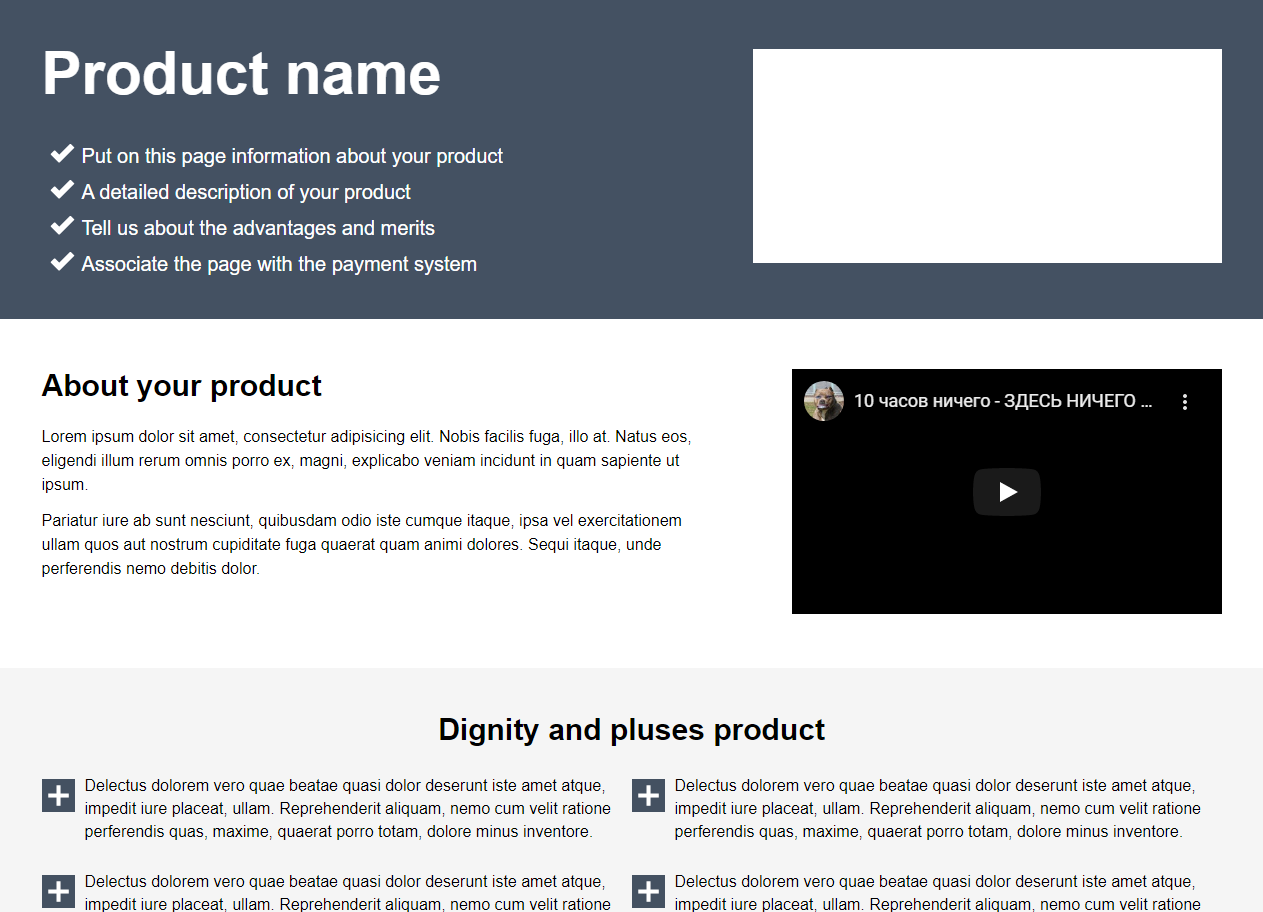 Product name
Put on this page information about your product
A detailed description of your product
Tell us about the advantages and merits
Associate the page with the payment system
About your product
Lorem ipsum dolor sit amet, consectetur adipisicing elit. Nobis facilis fuga, illo at. Natus eos,
eligendi illum rerum omnis porro ex, magni, explicabo veniam incidunt in quam sapiente ut
ipsum.
Pariatur iure ab sunt nesciunt, quibusdam odio iste cumque itaque, ipsa vel exercitationem
ullam quos aut nostrum cupiditate fuga quaerat quam animi dolores. Sequi itaque, unde
perferendis nemo debitis dolor.
10 часов ничего - ЗДЕСЬ НИЧЕГО ...
Dignity and pluses product
Delectus dolorem vero quae beatae quasi dolor deserunt iste amet atque,
impedit iure placeat, ullam. Reprehenderit aliquam, nemo cum velit ratione
perferendis quas, maxime, quaerat porro totam, dolore minus inventore.
Delectus dolorem vero quae beatae quasi dolor deserunt iste amet atque,
impedit iure placeat, ullam. Reprehenderit aliquam, nemo cum velit ratione
perferendis quas, maxime, quaerat porro totam, dolore minus inventore.
Delectus dolorem vero quae beatae quasi dolor deserunt iste amet atque,
impedit iure placeat, ullam. Reprehenderit aliquam, nemo cum velit ratione
Delectus dolorem vero quae beatae quasi dolor deserunt iste amet atque,
impedit iure placeat, ullam. Reprehenderit aliquam, nemo cum velit ratione